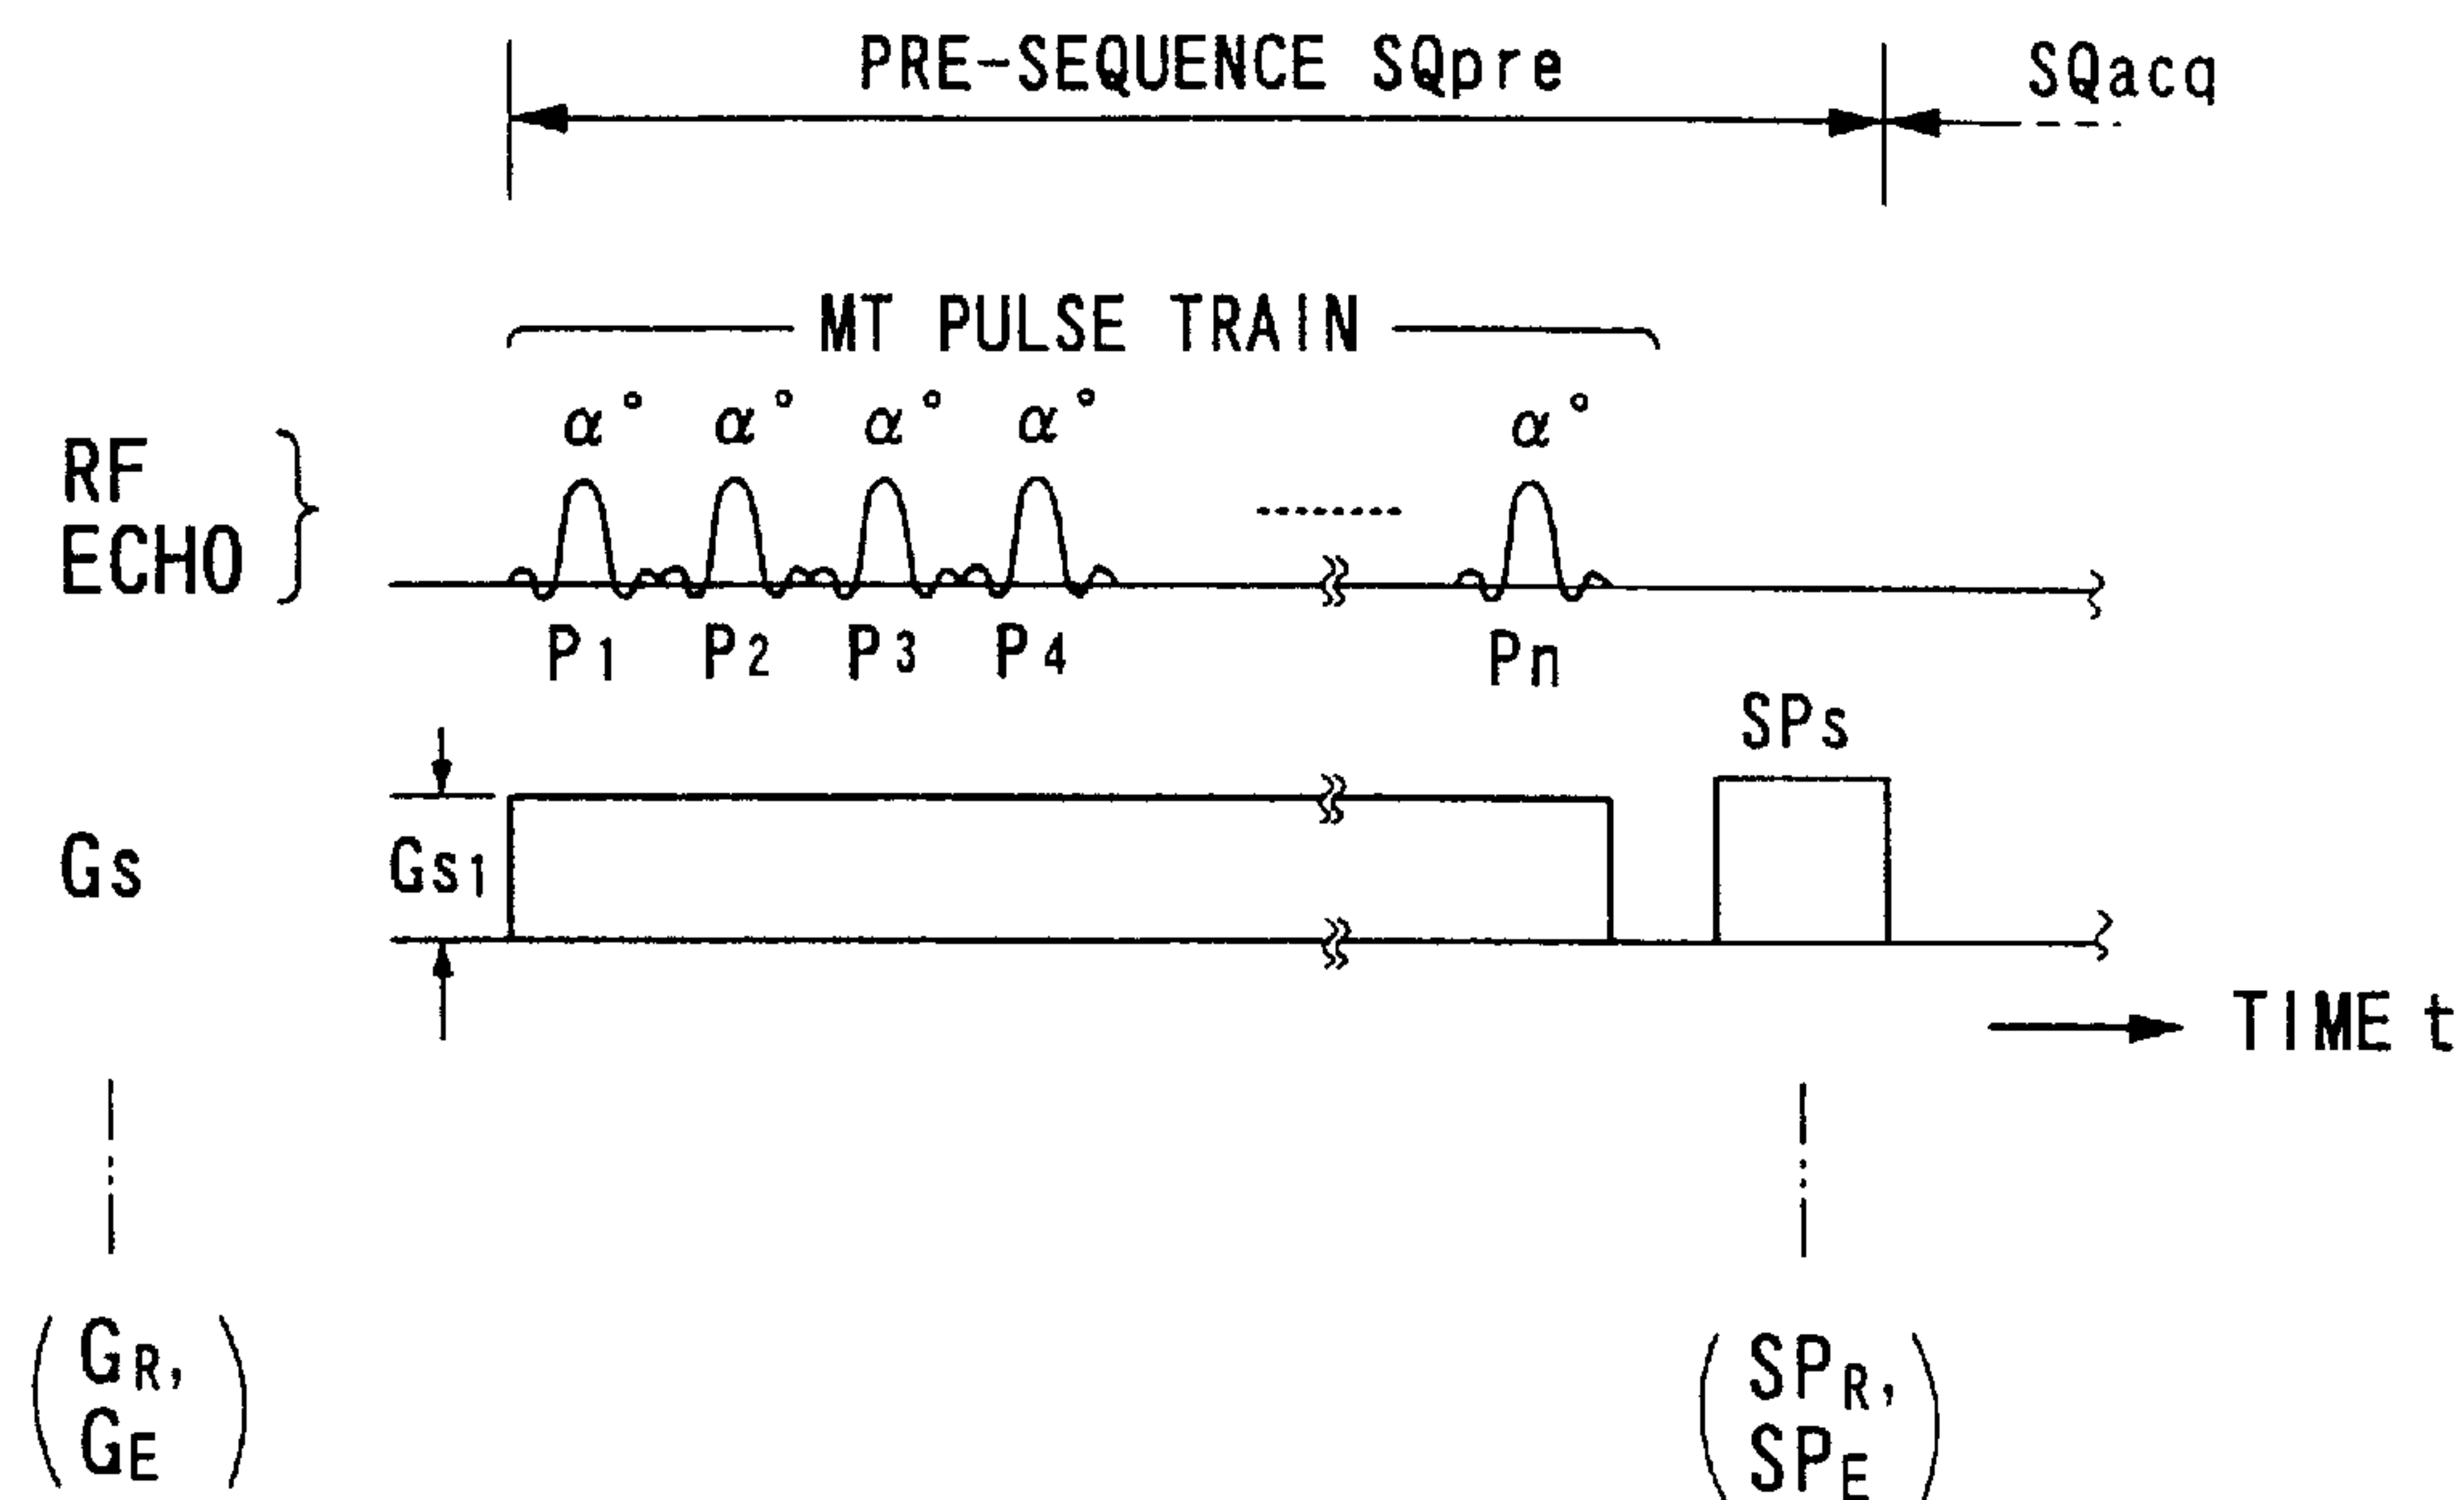 PRE-SEQUENCE SQpre SQacq
MT PULSE TRAIN
α° α° α° α° α°
RF
ECHO
P1 P2 P3 P4 Pn
SPs
Gs Gs1
TIME t
GR,
GE
SPR,
SPE